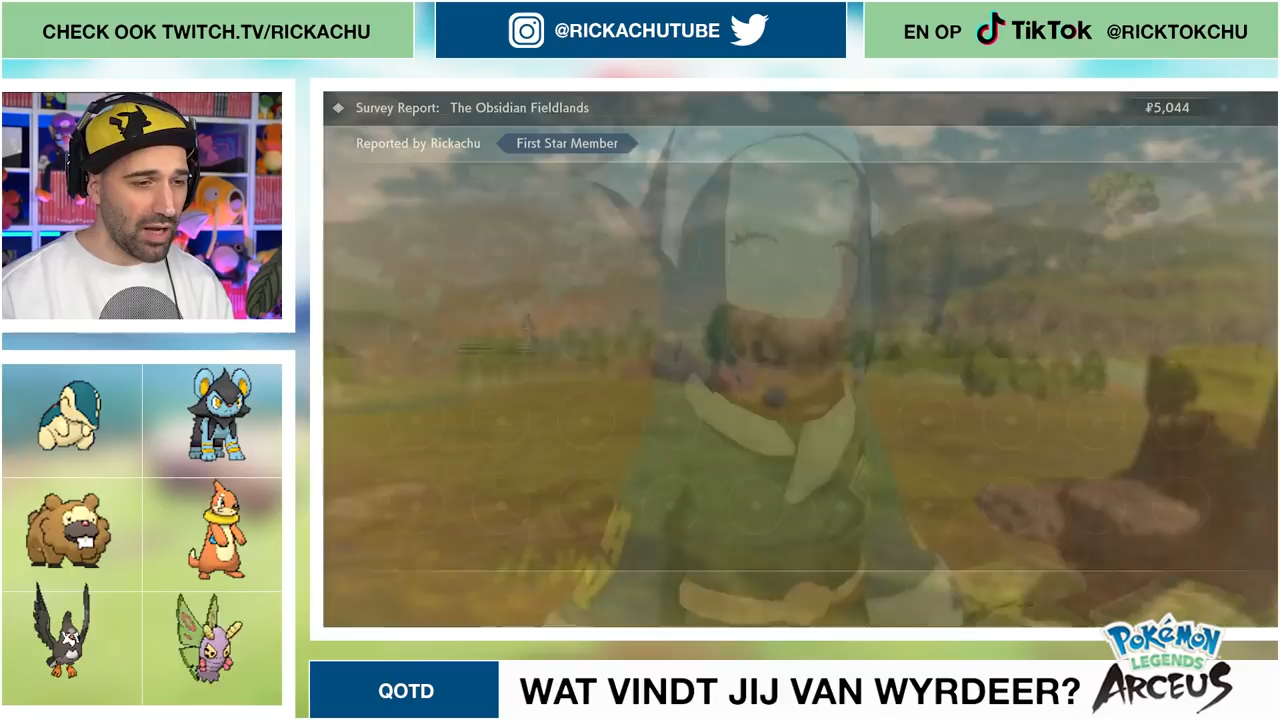 CHECK OOK TWITCH.TV/RICKACHU
@RICKACHUTUBE
EN OP TikTok @RICKTOKCHU
Survey Report: The Obsidian Fieldlands
₽5,044
Reported by Rickachu First Star Member
QOTD
WAT VINDT JIJ VAN WYRDEER?
POKÉMON
LEGENDS
ARCEUS